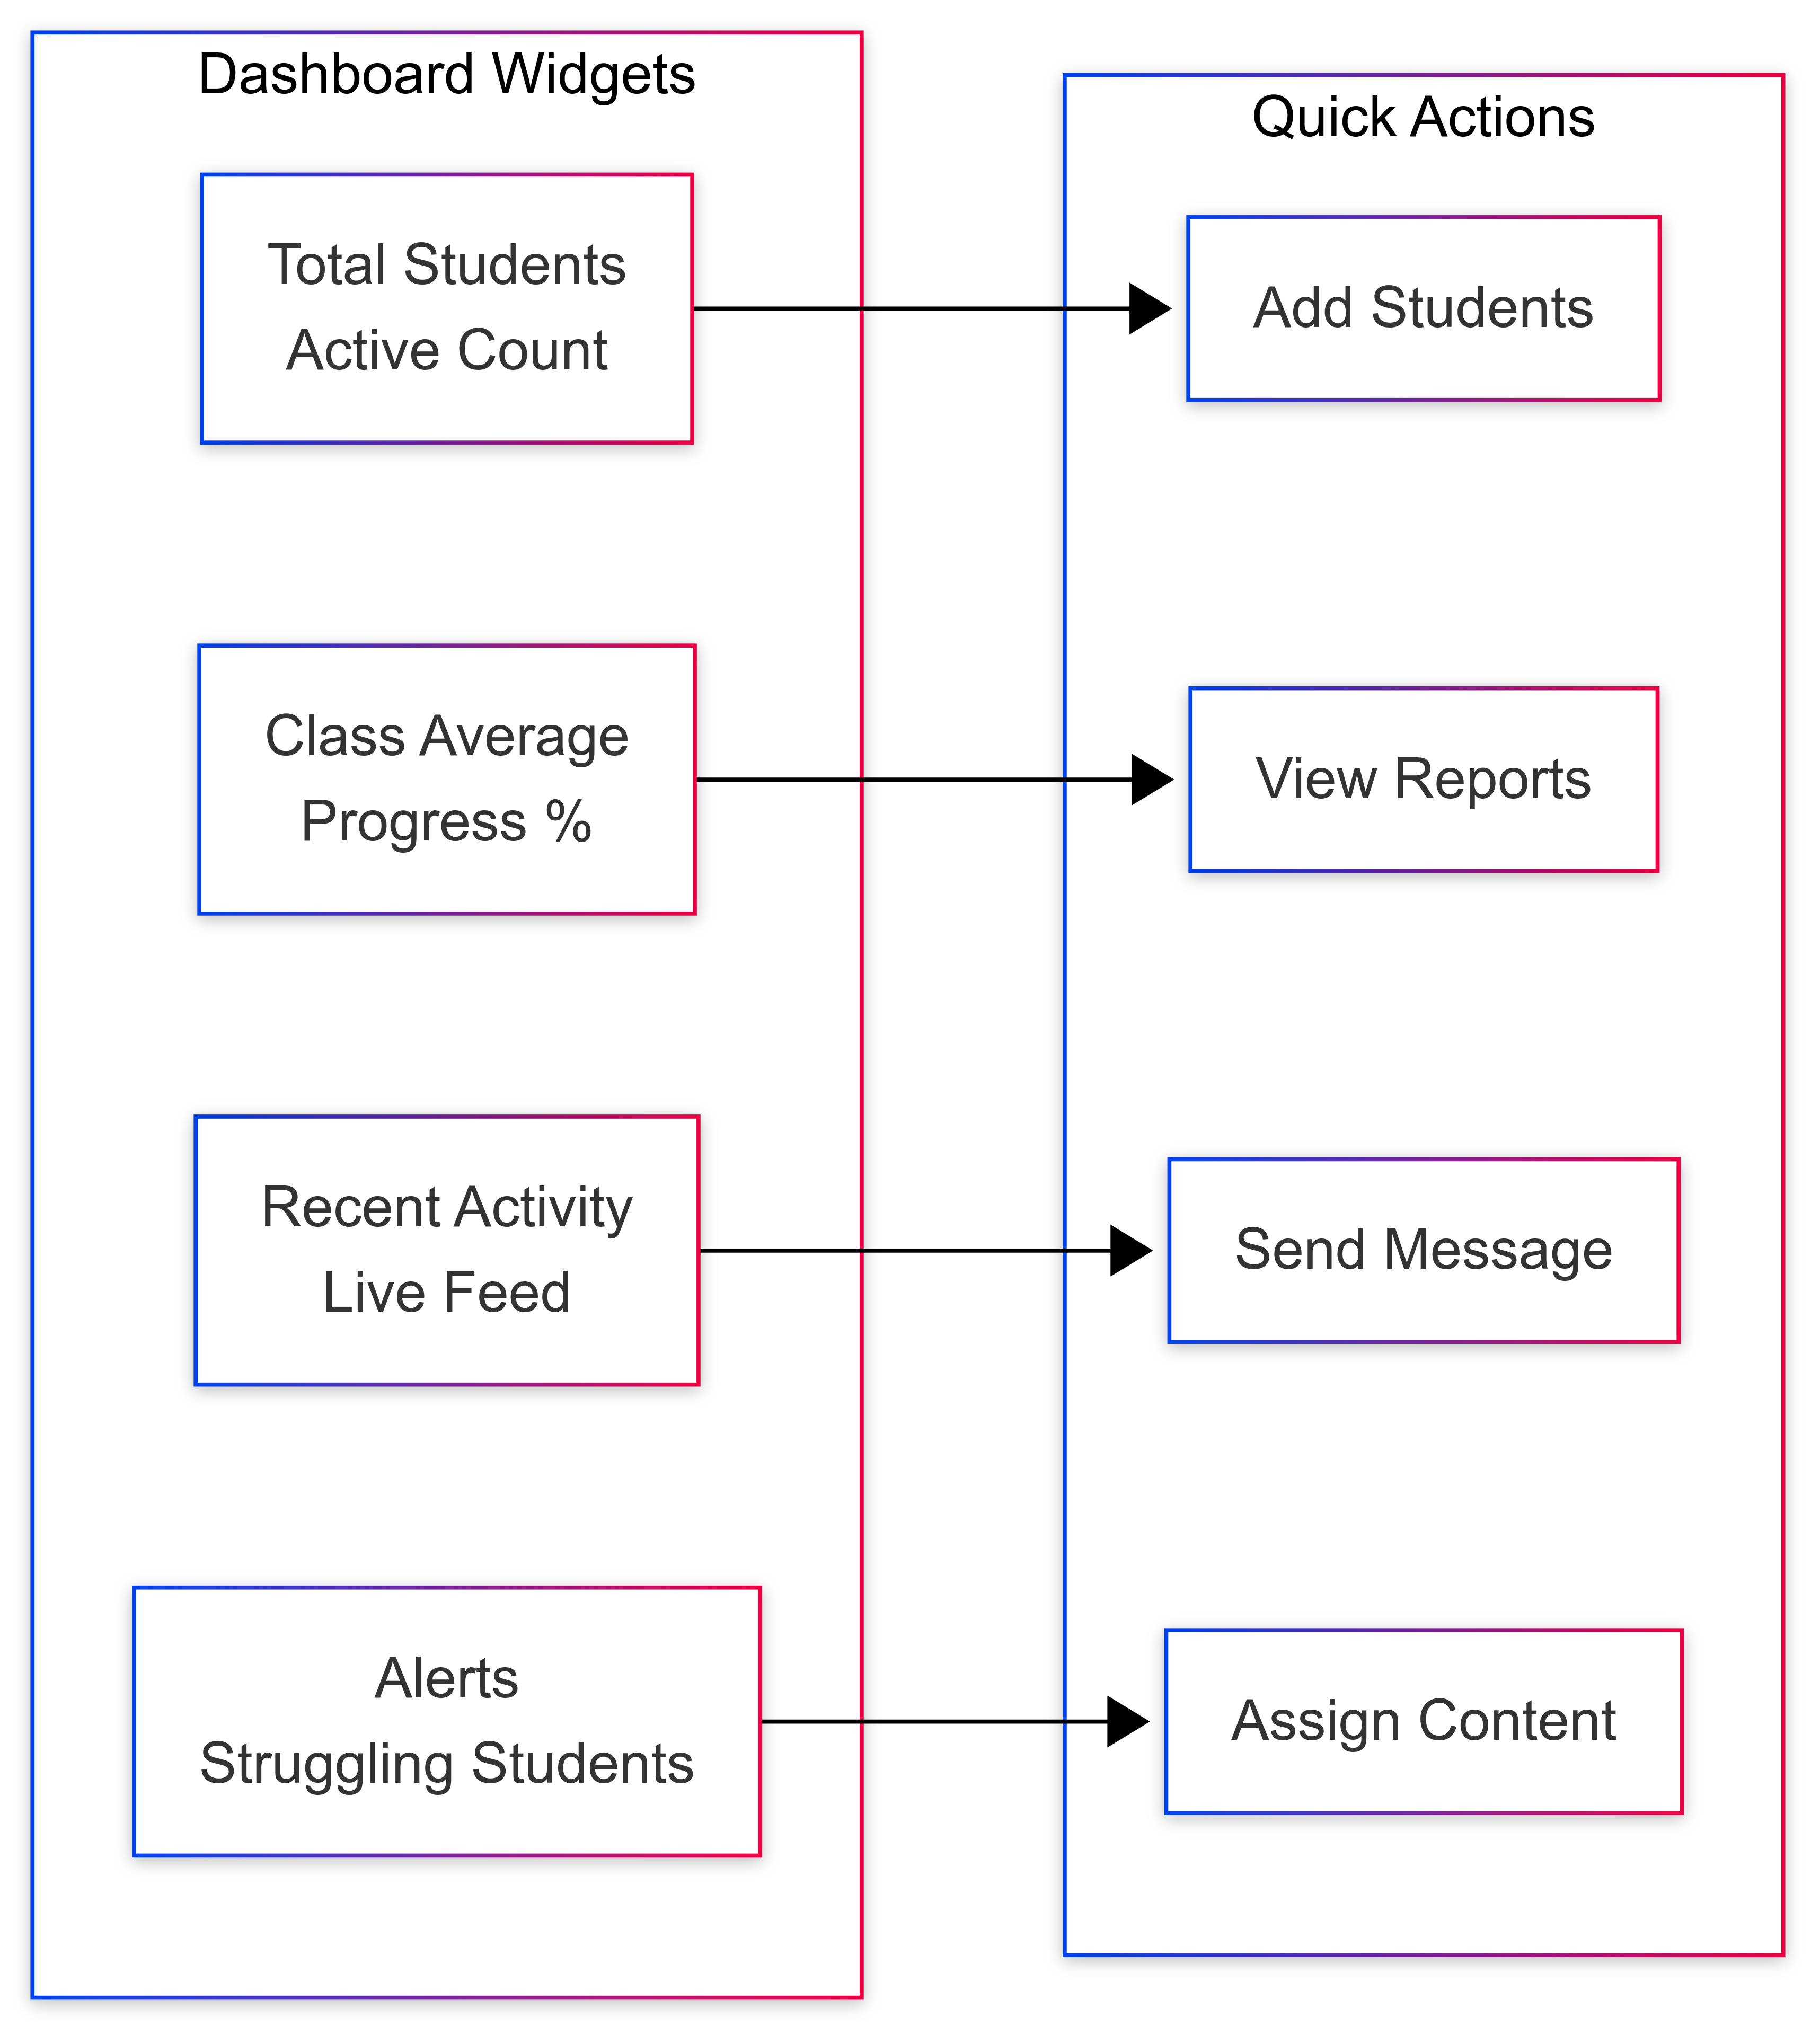 Dashboard Widgets
Total Students
Active Count
Class Average
Progress %
Recent Activity
Live Feed
Alerts
Struggling Students
Quick Actions
Add Students
View Reports
Send Message
Assign Content